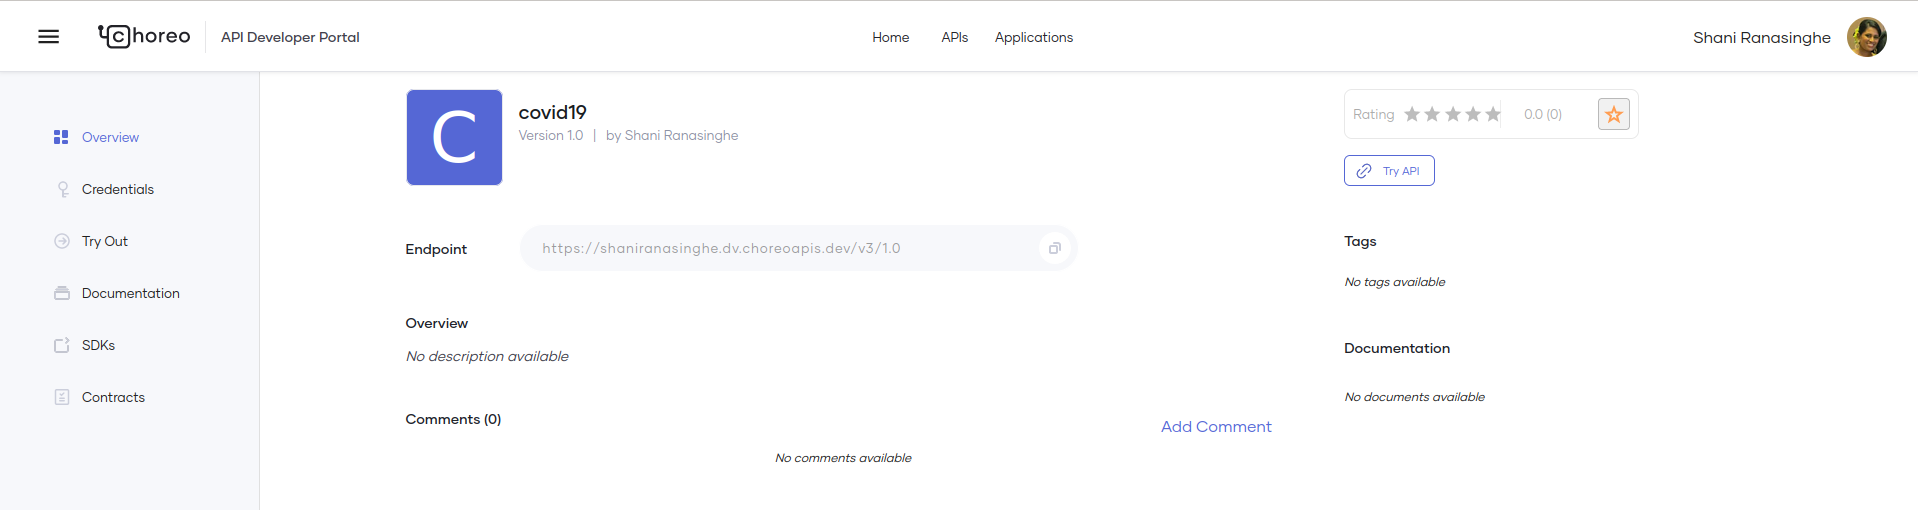 choreo
API Developer Portal
Home
APIs
Applications
Shani Ranasinghe
Overview
Credentials
Try Out
Documentation
SDKs
Contracts
C
covid19
Version 1.0 | by Shani Ranasinghe
Endpoint
https://shaniranasinghe.dv.choreoapis.dev/v3/1.0
Overview
No description available
Comments (0)
Add Comment
No comments available
Rating
0.0 (0)
Try API
Tags
No tags available
Documentation
No documents available